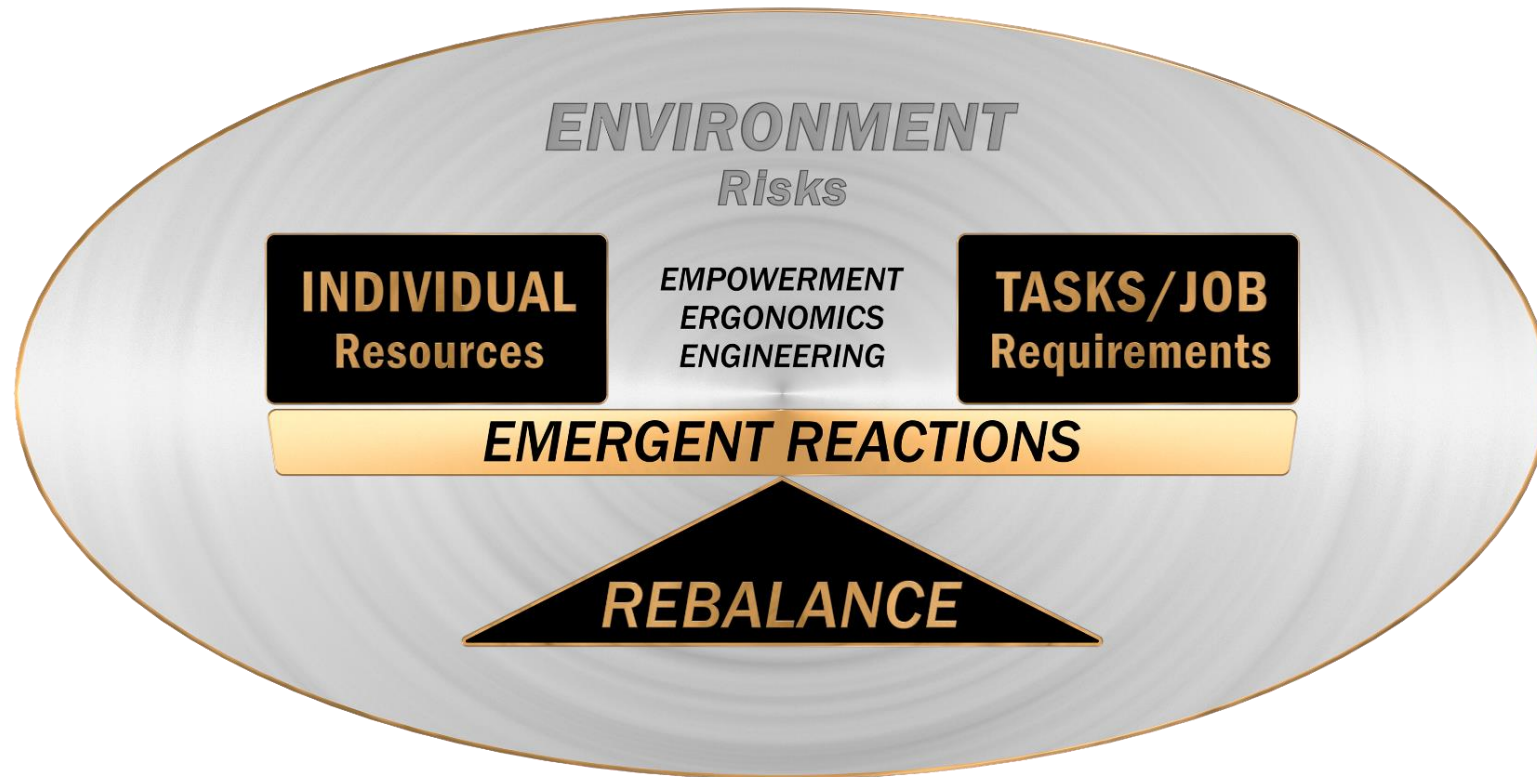 ENVIRONMENT
Risks
INDIVIDUAL
Resources
EMPOWERMENT
ERGONOMICS
ENGINEERING
TASKS/JOB
Requirements
EMERGENT REACTIONS
REBALANCE